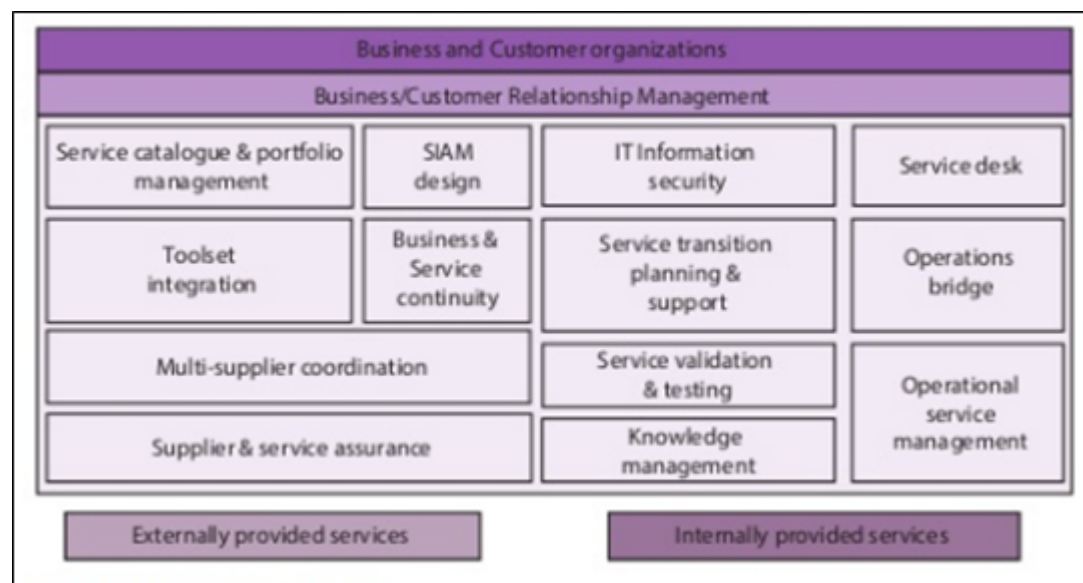 Business and Customer organizations
Business/Customer Relationship Management
Service catalogue & portfolio
management
SIAM
design
IT Information
security
Service desk
Toolset
integration
Business &
Service
continuity
Service transition
planning &
support
Operations
bridge
Multi-supplier coordination
Service validation
& testing
Operational
service
management
Supplier & service assurance
Knowledge
management
Externally provided services
Internally provided services